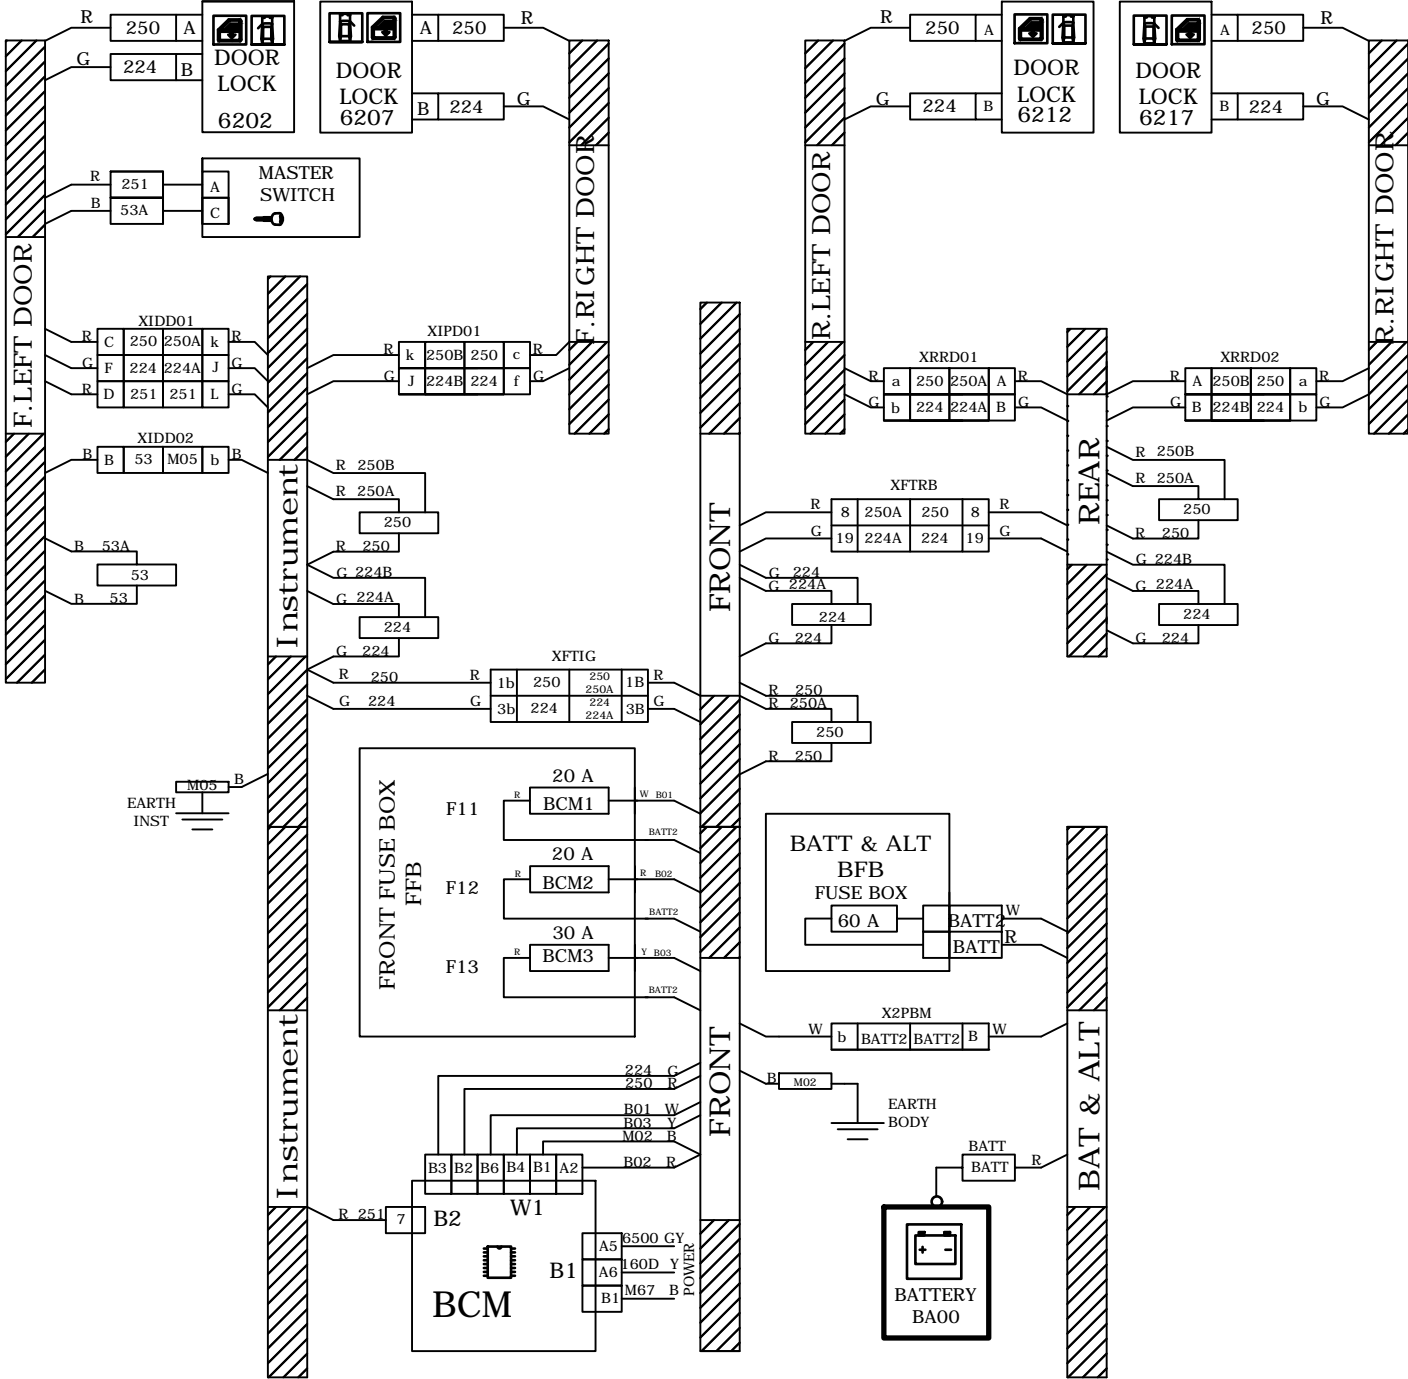 R 250 A
G 224 B
DOOR
LOCK
6202
DOOR
LOCK
6207
A 250 R
B 224 G
R 250 A
G 224 B
DOOR
LOCK
6212
DOOR
LOCK
6217
A 250 R
B 224 G
R 251 A
B 53A C
MASTER
SWITCH
F.LEFT DOOR
F.RIGHT DOOR
R.LEFT DOOR
R.RIGHT DOOR
XIDD01
R C 250 250A k R
G F 224 224A J G
R D 251 251 L G
XIPD01
R k 250B 250 c R
G J 224B 224 f G
XRRD01
R a 250 250A A R
G b 224 224A B G
XRRD02
R A 250B 250 a R
G B 224B 224 b G
XIDD02
B B 53 M05 b B
B 53A
53
B 53
Instrument
R 250B
R 250A
250
R 250
G 224B
G 224A
224
G 224
FRONT
XFTRB
R 8 250A 250 8 R
G 19 224A 224 19 G
G 224
G 224A
224
G 224
REAR
R 250B
R 250A
250
R 250
G 224B
G 224A
224
G 224
XFTIG
R 250 R 1b 250 250 250A 1B R
G 224 G 3b 224 224 224A 3B G
R 250
R 250A
250
R 250
M05 B
EARTH
INST
FRONT FUSE BOX
FFB
20 A
F11 R BCM1 W B01
BATT2
20 A
F12 R BCM2 R B02
BATT2
30 A
F13 R BCM3 Y B03
BATT2
BATT & ALT
BFB
FUSE BOX
60 A BATT2 W
BATT R
X2PBM
W b BATT2 BATT2 B W
B M02
EARTH
BODY
Instrument
FRONT
BAT & ALT
224 G
250 R
B01 W
B03 Y
M02 B
B02 R
B3 B2 B6 B4 B1 A2
W1
R 251 7 B2
BCM
B1
A5 6500 GY
A6 160D Y
B1 M67 B
POWER
BATT
BATT R
+ -
BATTERY
BA00